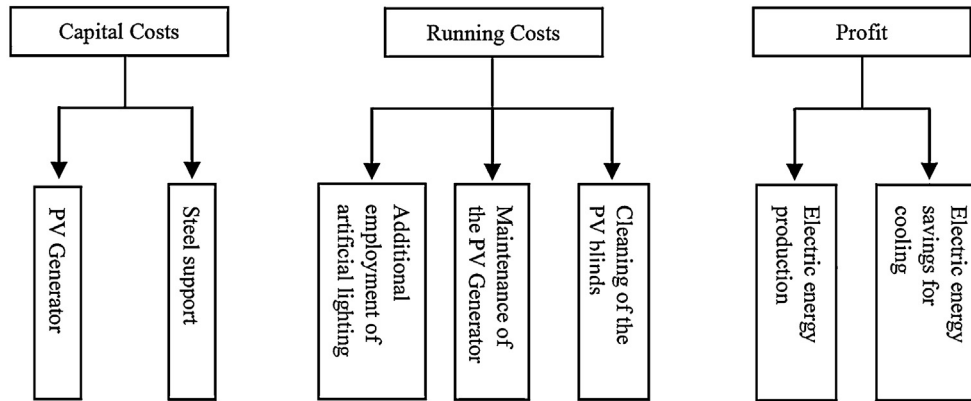 Capital Costs
Running Costs
Profit
PV Generator
Steel support
Additional
employment of
artificial lighting
Maintenance of
the PV Generator
Cleaning of the
PV blinds
Electric energy
production
Electric energy
savings for
cooling